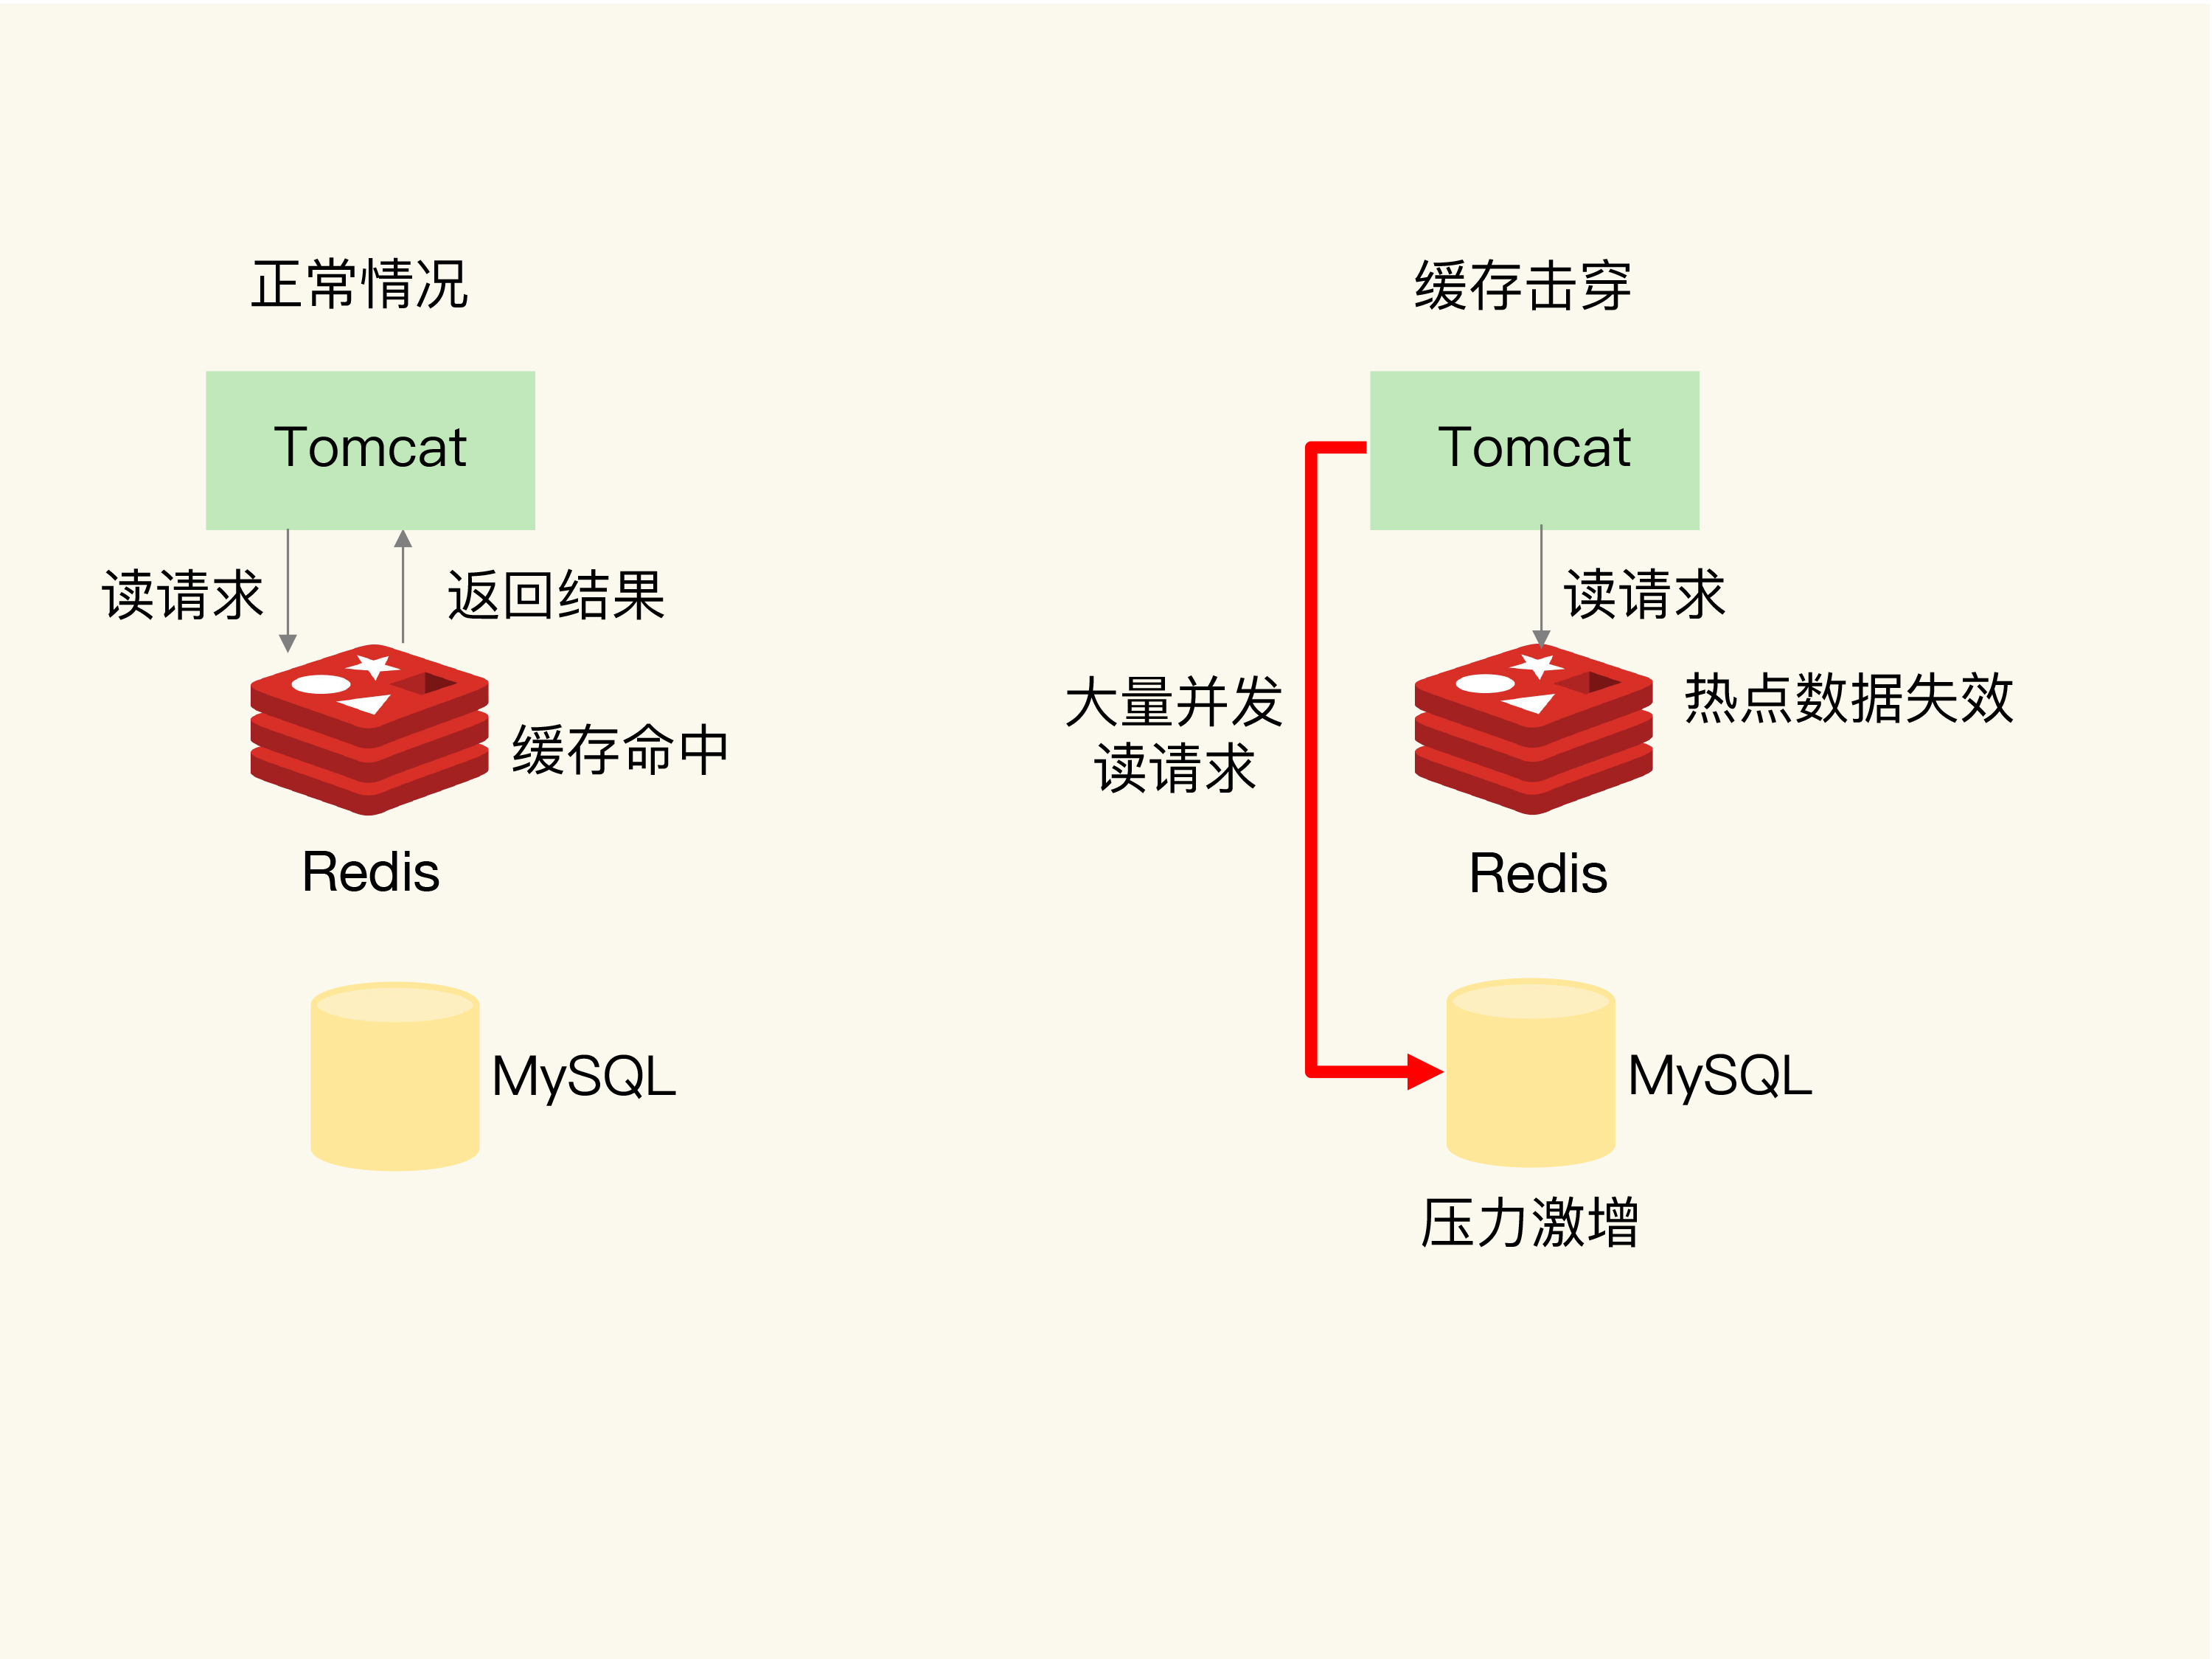 正常情况
Tomcat
读请求
返回结果
缓存命中
Redis
MySQL
缓存击穿
Tomcat
读请求
热点数据失效
大量并发
读请求
Redis
MySQL
压力激增